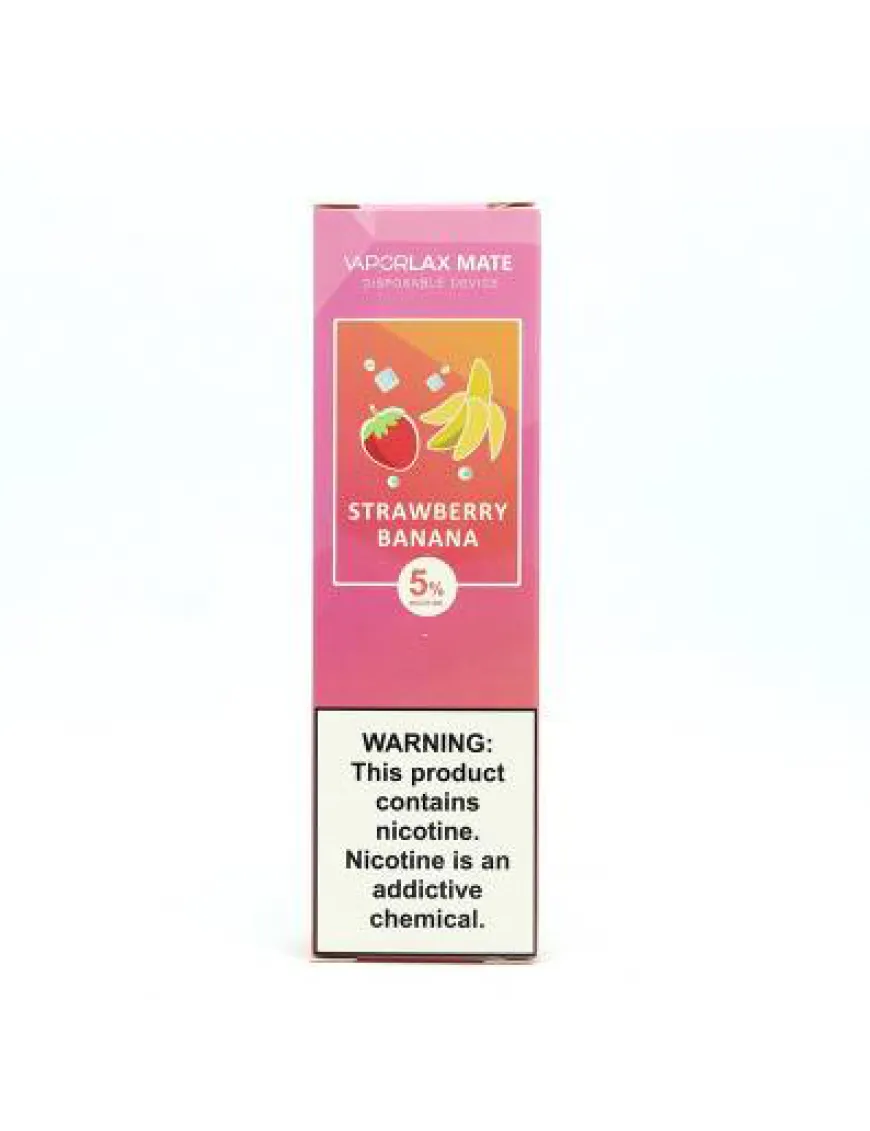 VAPORLAX MATE
DISPOSABLE DEVICE
STRAWBERRY
BANANA
5%
WARNING:
This product
contains
nicotine.
Nicotine is an
addictive
chemical.